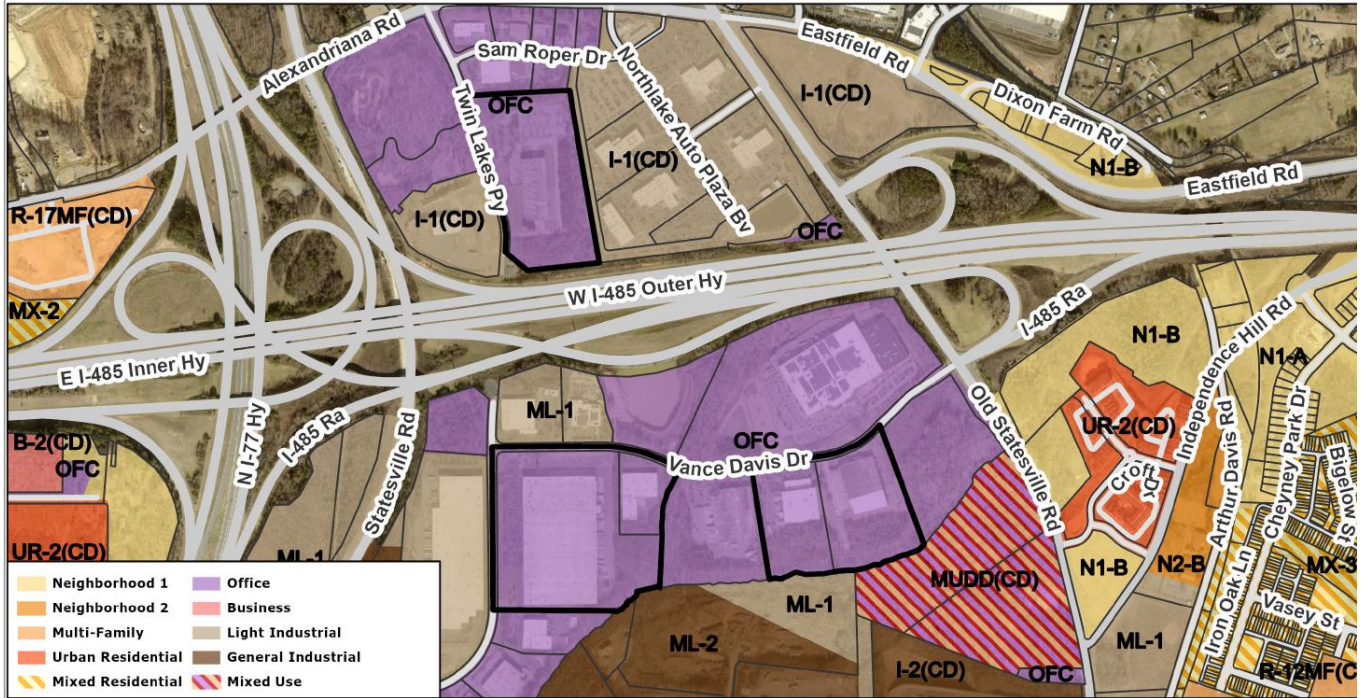 Alexandriana Rd
Sam Roper Dr
Twin Lakes Py
OFC
Northlake Auto Plaza Bv
I-1(CD)
Eastfield Rd
Dixon Farm Rd
N1-B
Eastfield Rd
I-1(CD)
I-1(CD)
OFC
R-17MF(CD)
MX-2
W I-485 Outer Hy
E I-485 Inner Hy
I-485 Ra
N I-77 Hy
I-485 Ra
Statesville Rd
ML-1
OFC
Vance Davis Dr
Old Statesville Rd
N1-B
N1-A
Independence Hill Rd
Arthur Davis Rd
Cheyney Park Dr
UR-2(CD)
Croft Dx
Bigelow St
B-2(CD)
OFC
UR-2(CD)
ML-1
MUDD(CD)
N1-B
N2-B
Iron Oak Ln
MX-3
Vasey St
ML-1
ML-2
I-2(CD)
OFC
ML-1
R-12MF(C
Neighborhood 1
Neighborhood 2
Multi-Family
Urban Residential
Mixed Residential
Office
Business
Light Industrial
General Industrial
Mixed Use